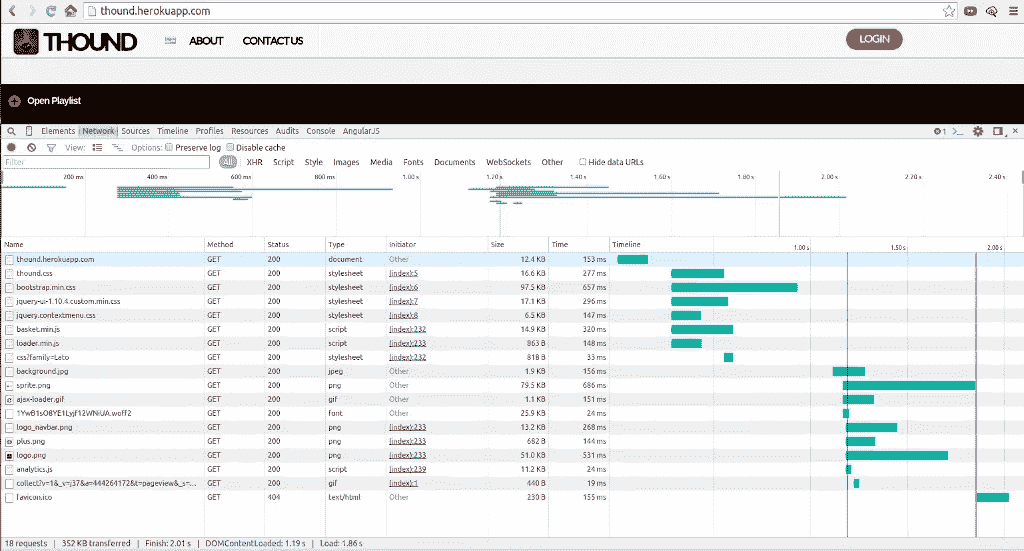 thound.herokuapp.com
THOUND ABOUT CONTACT US LOGIN
Open Playlist
Elements Network Sources Timeline Profiles Resources Audits Console AngularJS 1
View: Options: Preserve log Disable cache
Filter All XHR Script Style Images Media Fonts Documents WebSockets Other Hide data URLs
200 ms 400 ms 600 ms 800 ms 1.00 s 1.20 s 1.40 s 1.60 s 1.80 s 2.00 s 2.20 s 2.40 s
Name Method Status Type Initiator Size Time Timeline 1.00 s 1.50 s 2.00 s
thound.herokuapp.com GET 200 document Other 12.4 KB 153 ms
thound.css GET 200 stylesheet (index):5 16.6 KB 277 ms
bootstrap.min.css GET 200 stylesheet (index):6 97.5 KB 657 ms
jquery-ui-1.10.4.custom.min.css GET 200 stylesheet (index):7 17.1 KB 296 ms
jquery.contextmenu.css GET 200 stylesheet (index):8 6.5 KB 147 ms
basket.min.js GET 200 script (index):232 14.9 KB 320 ms
loader.min.js GET 200 script (index):233 863 B 148 ms
css?family=Lato GET 200 stylesheet (index):232 818 B 33 ms
background.jpg GET 200 jpeg Other 1.9 KB 156 ms
sprite.png GET 200 png Other 79.5 KB 686 ms
ajax-loader.gif GET 200 gif Other 1.1 KB 151 ms
GET 200 font Other 25.9 KB 24 ms
logo_navbar.png GET 200 png (index):233 13.2 KB 268 ms
plus.png GET 200 png (index):233 682 B 144 ms
logo.png GET 200 png (index):233 51.0 KB 531 ms
analytics.js GET 200 script (index):239 11.2 KB 24 ms
collect?v=1&_v=j37&a=444264172&t=pageview&_s=... GET 200 gif (index):1 440 B 19 ms
favicon.ico GET 404 text/html Other 230 B 155 ms
18 requests | 352 KB transferred | Finish: 2.01 s | DOMContentLoaded: 1.19 s | Load: 1.86 s